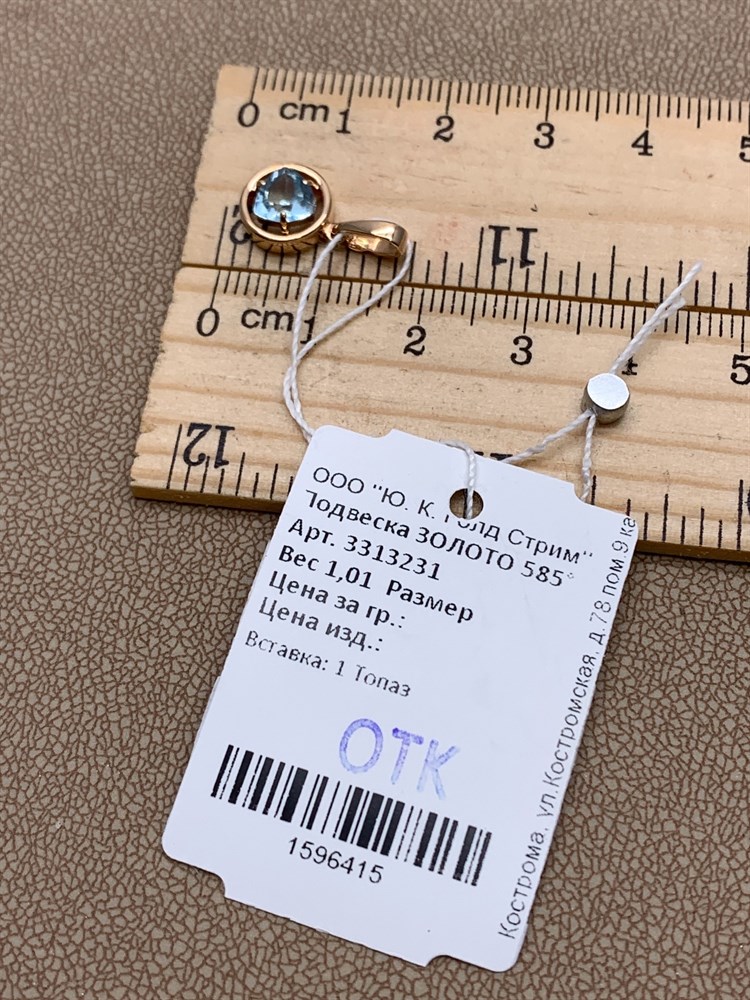 0 cm 1 2 3 4 5
11
0 cm 1 2 3 4 5
12
ООО "Ю. К. Голд Стрим"
Подвеска ЗОЛОТО 585°
Арт. 3313231
Вес 1,01 Размер
Цена за гр.:
Цена изд.:
Вставка: 1 Топаз
ОТК
1596415
Кострома, ул.Костромская, д.78 пом.9 ка